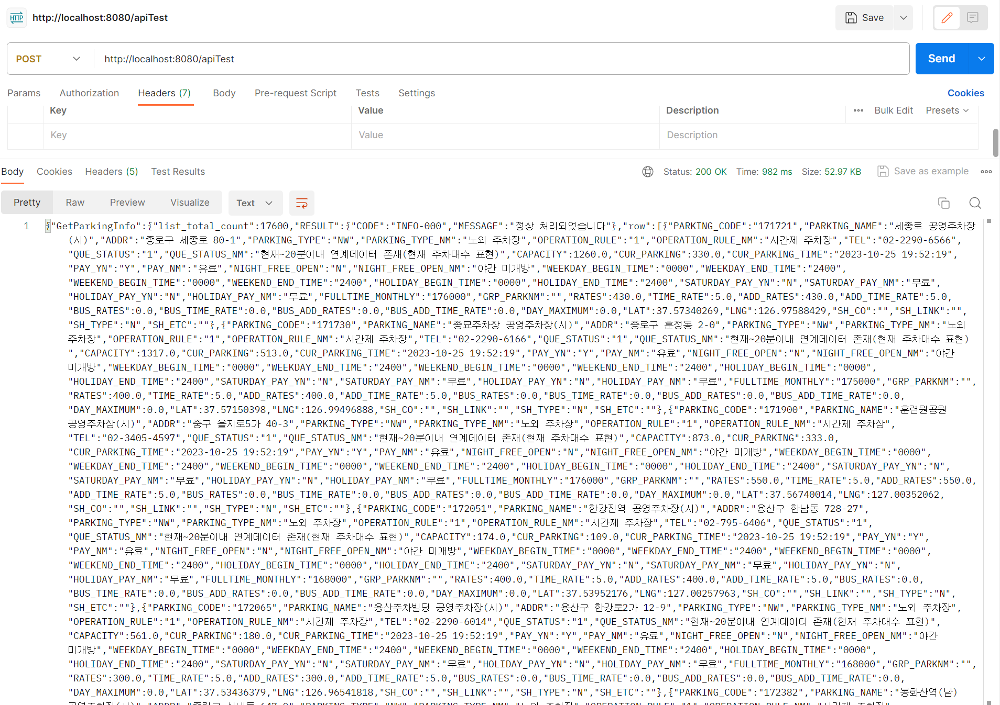 HTTP http://localhost:8080/apiTest Save
POST http://localhost:8080/apiTest Send
Params Authorization Headers (7) Body Pre-request Script Tests Settings Cookies
Key Value Description Bulk Edit Presets
Key Value Description
Body Cookies Headers (5) Test Results Status: 200 OK Time: 982 ms Size: 52.97 KB Save as example
Pretty Raw Preview Visualize Text
1 {"GetParkingInfo":{"list_total_count":17600,"RESULT":{"CODE":"INFO-000","MESSAGE":"정상 처리되었습니다"},"row":[{"PARKING_CODE":"171721","PARKING_NAME":"세종로 공영주차장
(시)","ADDR":"종로구 세종로 80-1","PARKING_TYPE":"NW","PARKING_TYPE_NM":"노외 주차장","OPERATION_RULE":"1","OPERATION_RULE_NM":"시간제 주차장","TEL":"02-2290-6566",
"QUE_STATUS":"1","QUE_STATUS_NM":"현재~20분이내 연계데이터 존재(현재 주차대수 표현)","CAPACITY":1260.0,"CUR_PARKING":330.0,"CUR_PARKING_TIME":"2023-10-25 19:52:19",
"PAY_YN":"Y","PAY_NM":"유료","NIGHT_FREE_OPEN":"N","NIGHT_FREE_OPEN_NM":"야간 미개방","WEEKDAY_BEGIN_TIME":"0000","WEEKDAY_END_TIME":"2400",
"WEEKEND_BEGIN_TIME":"0000","WEEKEND_END_TIME":"2400","HOLIDAY_BEGIN_TIME":"0000","HOLIDAY_END_TIME":"2400","SATURDAY_PAY_YN":"N","SATURDAY_PAY_NM":"무료",
"HOLIDAY_PAY_YN":"N","HOLIDAY_PAY_NM":"무료","FULLTIME_MONTHLY":"176000","GRP_PARKNM":"","RATES":430.0,"TIME_RATE":5.0,"ADD_RATES":430.0,"ADD_TIME_RATE":5.0,
"BUS_RATES":0.0,"BUS_TIME_RATE":0.0,"BUS_ADD_RATES":0.0,"BUS_ADD_TIME_RATE":0.0,"DAY_MAXIMUM":0.0,"LAT":37.57340269,"LNG":126.97588429,"SH_CO":"","SH_LINK":"",
"SH_TYPE":"N","SH_ETC":""},{"PARKING_CODE":"171730","PARKING_NAME":"종묘주차장 공영주차장(시)","ADDR":"종로구 훈정동 2-0","PARKING_TYPE":"NW","PARKING_TYPE_NM":"노외
주차장","OPERATION_RULE":"1","OPERATION_RULE_NM":"시간제 주차장","TEL":"02-2290-6166","QUE_STATUS":"1","QUE_STATUS_NM":"현재~20분이내 연계데이터 존재(현재 주차대수 표현)
","CAPACITY":1317.0,"CUR_PARKING":513.0,"CUR_PARKING_TIME":"2023-10-25 19:52:19","PAY_YN":"Y","PAY_NM":"유료","NIGHT_FREE_OPEN":"N","NIGHT_FREE_OPEN_NM":"야간
미개방","WEEKDAY_BEGIN_TIME":"0000","WEEKDAY_END_TIME":"2400","WEEKEND_BEGIN_TIME":"0000","WEEKEND_END_TIME":"2400","HOLIDAY_BEGIN_TIME":"0000",
"HOLIDAY_END_TIME":"2400","SATURDAY_PAY_YN":"N","SATURDAY_PAY_NM":"무료","HOLIDAY_PAY_YN":"N","HOLIDAY_PAY_NM":"무료","FULLTIME_MONTHLY":"175000","GRP_PARKNM":"",
"RATES":400.0,"TIME_RATE":5.0,"ADD_RATES":400.0,"ADD_TIME_RATE":5.0,"BUS_RATES":0.0,"BUS_TIME_RATE":0.0,"BUS_ADD_RATES":0.0,"BUS_ADD_TIME_RATE":0.0,
"DAY_MAXIMUM":0.0,"LAT":37.57150398,"LNG":126.99496888,"SH_CO":"","SH_LINK":"","SH_TYPE":"N","SH_ETC":""},{"PARKING_CODE":"171900","PARKING_NAME":"훈련원공원
공영주차장(시)","ADDR":"중구 을지로5가 40-3","PARKING_TYPE":"NW","PARKING_TYPE_NM":"노외 주차장","OPERATION_RULE":"1","OPERATION_RULE_NM":"시간제 주차장",
"TEL":"02-3405-4597","QUE_STATUS":"1","QUE_STATUS_NM":"현재~20분이내 연계데이터 존재(현재 주차대수 표현)","CAPACITY":873.0,"CUR_PARKING":333.0,
"CUR_PARKING_TIME":"2023-10-25 19:52:19","PAY_YN":"Y","PAY_NM":"유료","NIGHT_FREE_OPEN":"N","NIGHT_FREE_OPEN_NM":"야간 미개방","WEEKDAY_BEGIN_TIME":"0000",
"WEEKDAY_END_TIME":"2400","WEEKEND_BEGIN_TIME":"0000","WEEKEND_END_TIME":"2400","HOLIDAY_BEGIN_TIME":"0000","HOLIDAY_END_TIME":"2400","SATURDAY_PAY_YN":"N",
"SATURDAY_PAY_NM":"무료","HOLIDAY_PAY_YN":"N","HOLIDAY_PAY_NM":"무료","FULLTIME_MONTHLY":"176000","GRP_PARKNM":"","RATES":550.0,"TIME_RATE":5.0,"ADD_RATES":550.0,
"ADD_TIME_RATE":5.0,"BUS_RATES":0.0,"BUS_TIME_RATE":0.0,"BUS_ADD_RATES":0.0,"BUS_ADD_TIME_RATE":0.0,"DAY_MAXIMUM":0.0,"LAT":37.56740014,"LNG":127.00352062,
"SH_CO":"","SH_LINK":"","SH_TYPE":"N","SH_ETC":""},{"PARKING_CODE":"172051","PARKING_NAME":"한강진역 공영주차장(시)","ADDR":"용산구 한남동 728-27",
"PARKING_TYPE":"NW","PARKING_TYPE_NM":"노외 주차장","OPERATION_RULE":"1","OPERATION_RULE_NM":"시간제 주차장","TEL":"02-795-6406","QUE_STATUS":"1",
"QUE_STATUS_NM":"현재~20분이내 연계데이터 존재(현재 주차대수 표현)","CAPACITY":174.0,"CUR_PARKING":109.0,"CUR_PARKING_TIME":"2023-10-25 19:52:19","PAY_YN":"Y",
"PAY_NM":"유료","NIGHT_FREE_OPEN":"N","NIGHT_FREE_OPEN_NM":"야간 미개방","WEEKDAY_BEGIN_TIME":"0000","WEEKDAY_END_TIME":"2400","WEEKEND_BEGIN_TIME":"0000",
"WEEKEND_END_TIME":"2400","HOLIDAY_BEGIN_TIME":"0000","HOLIDAY_END_TIME":"2400","SATURDAY_PAY_YN":"N","SATURDAY_PAY_NM":"무료","HOLIDAY_PAY_YN":"N",
"HOLIDAY_PAY_NM":"무료","FULLTIME_MONTHLY":"168000","GRP_PARKNM":"","RATES":400.0,"TIME_RATE":5.0,"ADD_RATES":400.0,"ADD_TIME_RATE":5.0,"BUS_RATES":0.0,
"BUS_TIME_RATE":0.0,"BUS_ADD_RATES":0.0,"BUS_ADD_TIME_RATE":0.0,"DAY_MAXIMUM":0.0,"LAT":37.53952176,"LNG":127.00257963,"SH_CO":"","SH_LINK":"","SH_TYPE":"N",
"SH_ETC":""},{"PARKING_CODE":"172065","PARKING_NAME":"용산주차빌딩 공영주차장(시)","ADDR":"용산구 한강로2가 12-9","PARKING_TYPE":"NW","PARKING_TYPE_NM":"노외 주차장",
"OPERATION_RULE":"1","OPERATION_RULE_NM":"시간제 주차장","TEL":"02-2290-6014","QUE_STATUS":"1","QUE_STATUS_NM":"현재~20분이내 연계데이터 존재(현재 주차대수 표현)",
"CAPACITY":561.0,"CUR_PARKING":180.0,"CUR_PARKING_TIME":"2023-10-25 19:52:19","PAY_YN":"Y","PAY_NM":"유료","NIGHT_FREE_OPEN":"N","NIGHT_FREE_OPEN_NM":"야간
미개방","WEEKDAY_BEGIN_TIME":"0000","WEEKDAY_END_TIME":"2400","WEEKEND_BEGIN_TIME":"0000","WEEKEND_END_TIME":"2400","HOLIDAY_BEGIN_TIME":"0000",
"HOLIDAY_END_TIME":"2400","SATURDAY_PAY_YN":"N","SATURDAY_PAY_NM":"무료","HOLIDAY_PAY_YN":"N","HOLIDAY_PAY_NM":"무료","FULLTIME_MONTHLY":"168000","GRP_PARKNM":"",
"RATES":300.0,"TIME_RATE":5.0,"ADD_RATES":300.0,"ADD_TIME_RATE":5.0,"BUS_RATES":0.0,"BUS_TIME_RATE":0.0,"BUS_ADD_RATES":0.0,"BUS_ADD_TIME_RATE":0.0,
"DAY_MAXIMUM":0.0,"LAT":37.53436379,"LNG":126.96541818,"SH_CO":"","SH_LINK":"","SH_TYPE":"N","SH_ETC":""},{"PARKING_CODE":"172382","PARKING_NAME":"봉화산역(남)